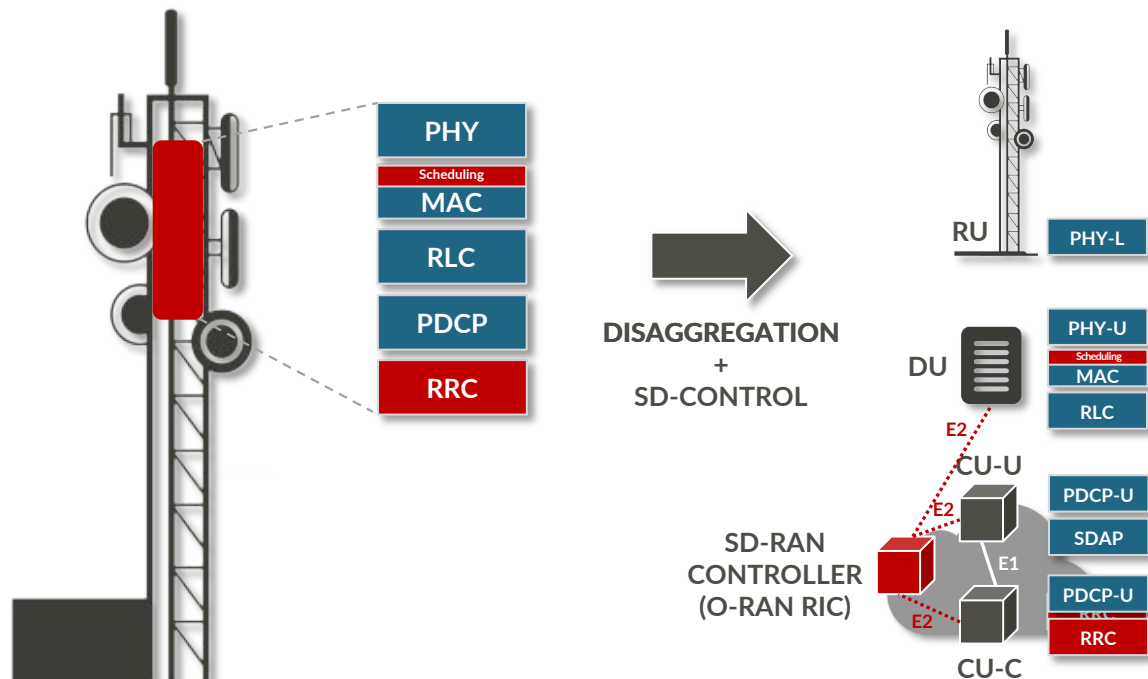 PHY
Scheduling
MAC
RLC
PDCP
RRC
DISAGGREGATION
+
SD-CONTROL
RU
PHY-L
DU
PHY-U
Scheduling
MAC
RLC
E2
CU-U
PDCP-U
E2
SDAP
SD-RAN
CONTROLLER
(O-RAN RIC)
E1
PDCP-U
RRC
E2
RRC
CU-C